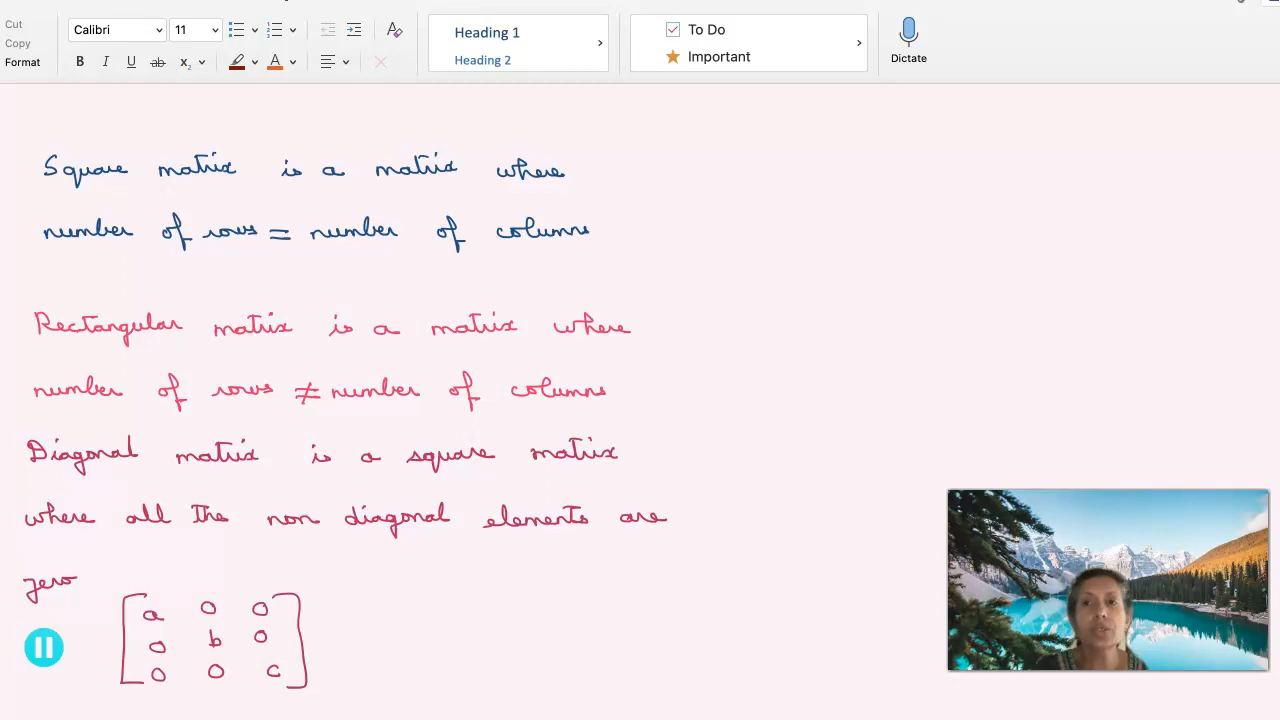 Cut
Copy
Format
Calibri 11
Heading 1
Heading 2
To Do
Important
Dictate
Square matrix is a matrix where
number of rows = number of columns
Rectangular matrix is a matrix where
number of rows ≠ number of columns
Diagonal matrix is a square matrix
where all the non diagonal elements are
zero
a 0 0
0 b 0
0 0 c